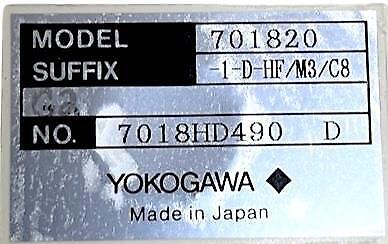 MODEL 701820
SUFFIX -1-D-HF/M3/C8
NO. 7018HD490 D
YOKOGAWA
Made in Japan